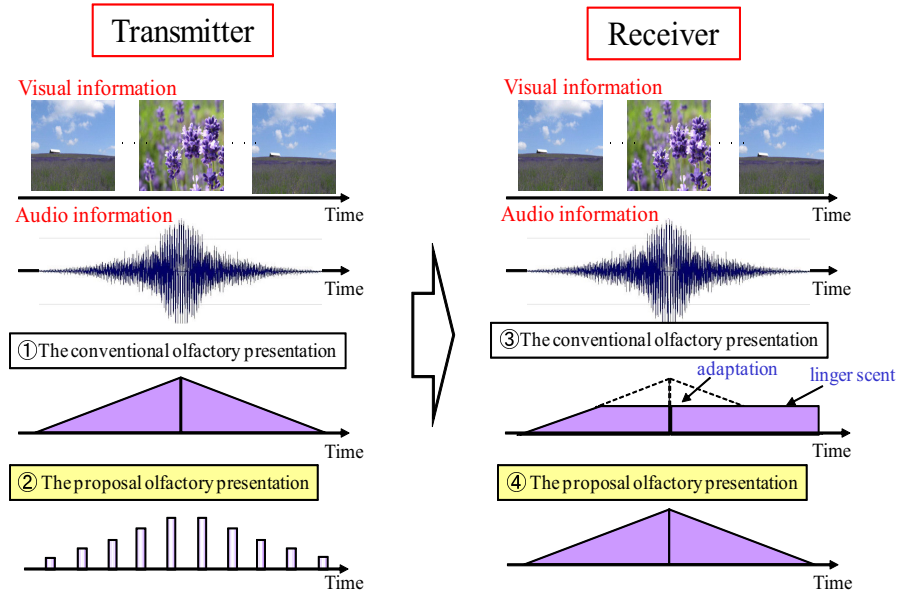 Transmitter
Visual information
Time
Audio information
Time
①The conventional olfactory presentation
Time
② The proposal olfactory presentation
Time
Receiver
Visual information
Time
Audio information
Time
③The conventional olfactory presentation
adaptation
linger scent
Time
④ The proposal olfactory presentation
Time